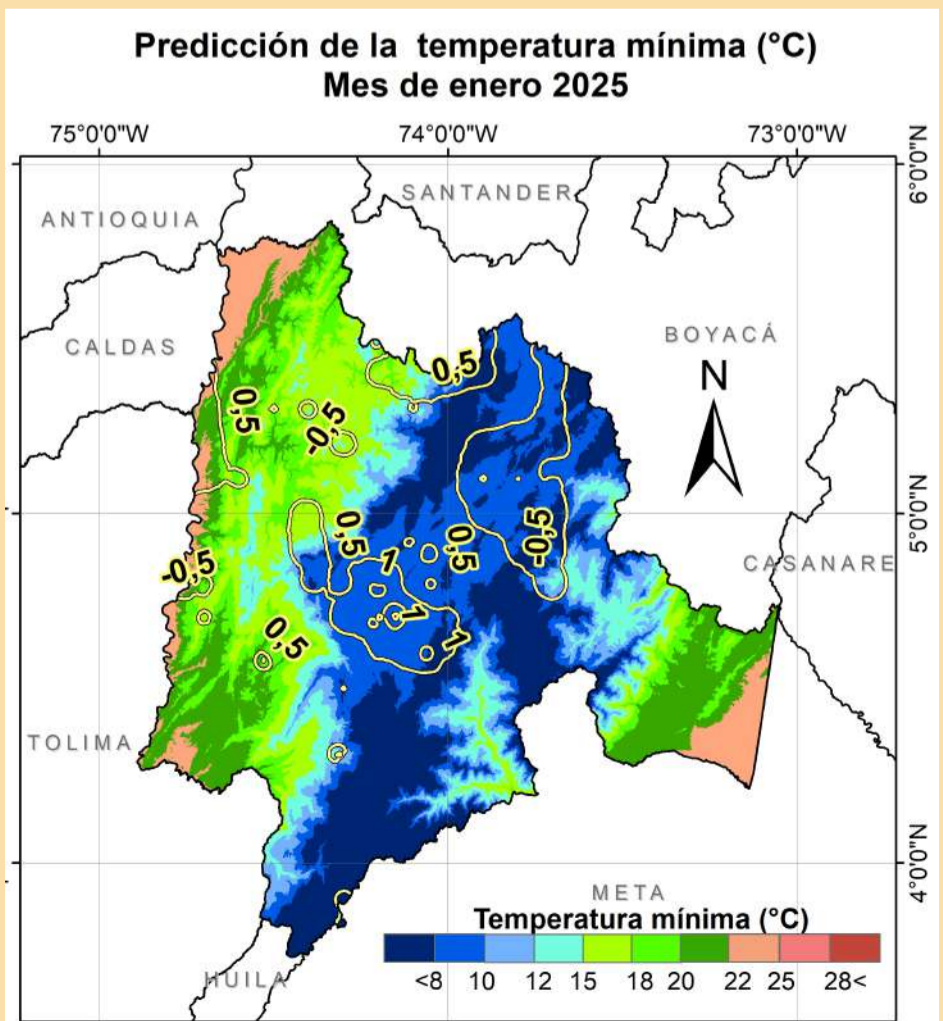 Predicción de la temperatura mínima (°C)
Mes de enero 2025
75°0'0"W
74°0'0"W
73°0'0"W
6°0'0"N
SANTANDER
ANTIOQUIA
CALDAS
BOYACÁ
0,5
N
0,5
-0,5
5°0'0"N
0,5
1
0,5
-0,5
CASANARE
-0,5
1
1
0,5
TOLIMA
4°0'0"N
META
Temperatura mínima (°C)
<8 10 12 15 18 20 22 25 28<
HUILA